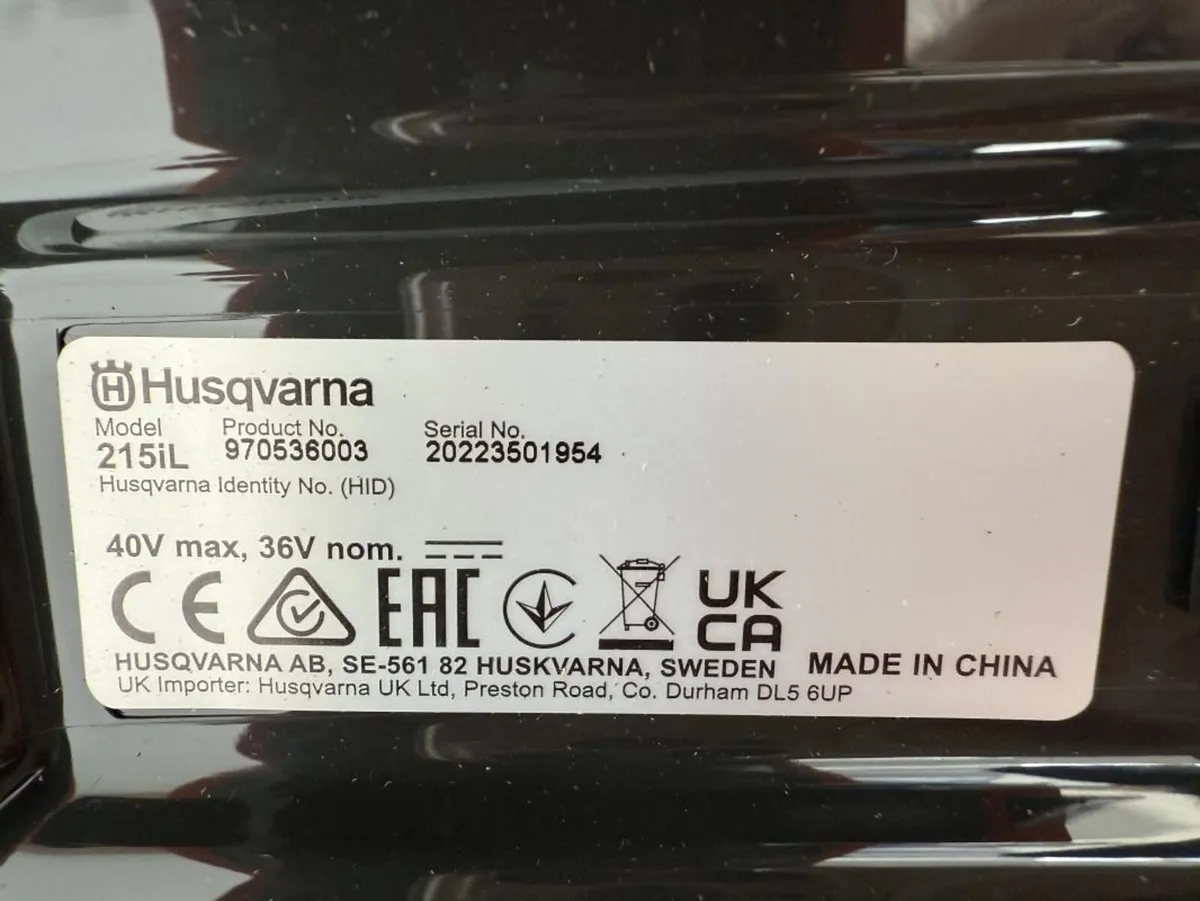 Husqvarna
Model Product No. Serial No.
215iL 970536003 20223501954
Husqvarna Identity No. (HID)
40V max, 36V nom.
CE EAC UK
CA
HUSQVARNA AB, SE-561 82 HUSKVARNA, SWEDEN MADE IN CHINA
UK Importer: Husqvarna UK Ltd, Preston Road, Co. Durham DL5 6UP